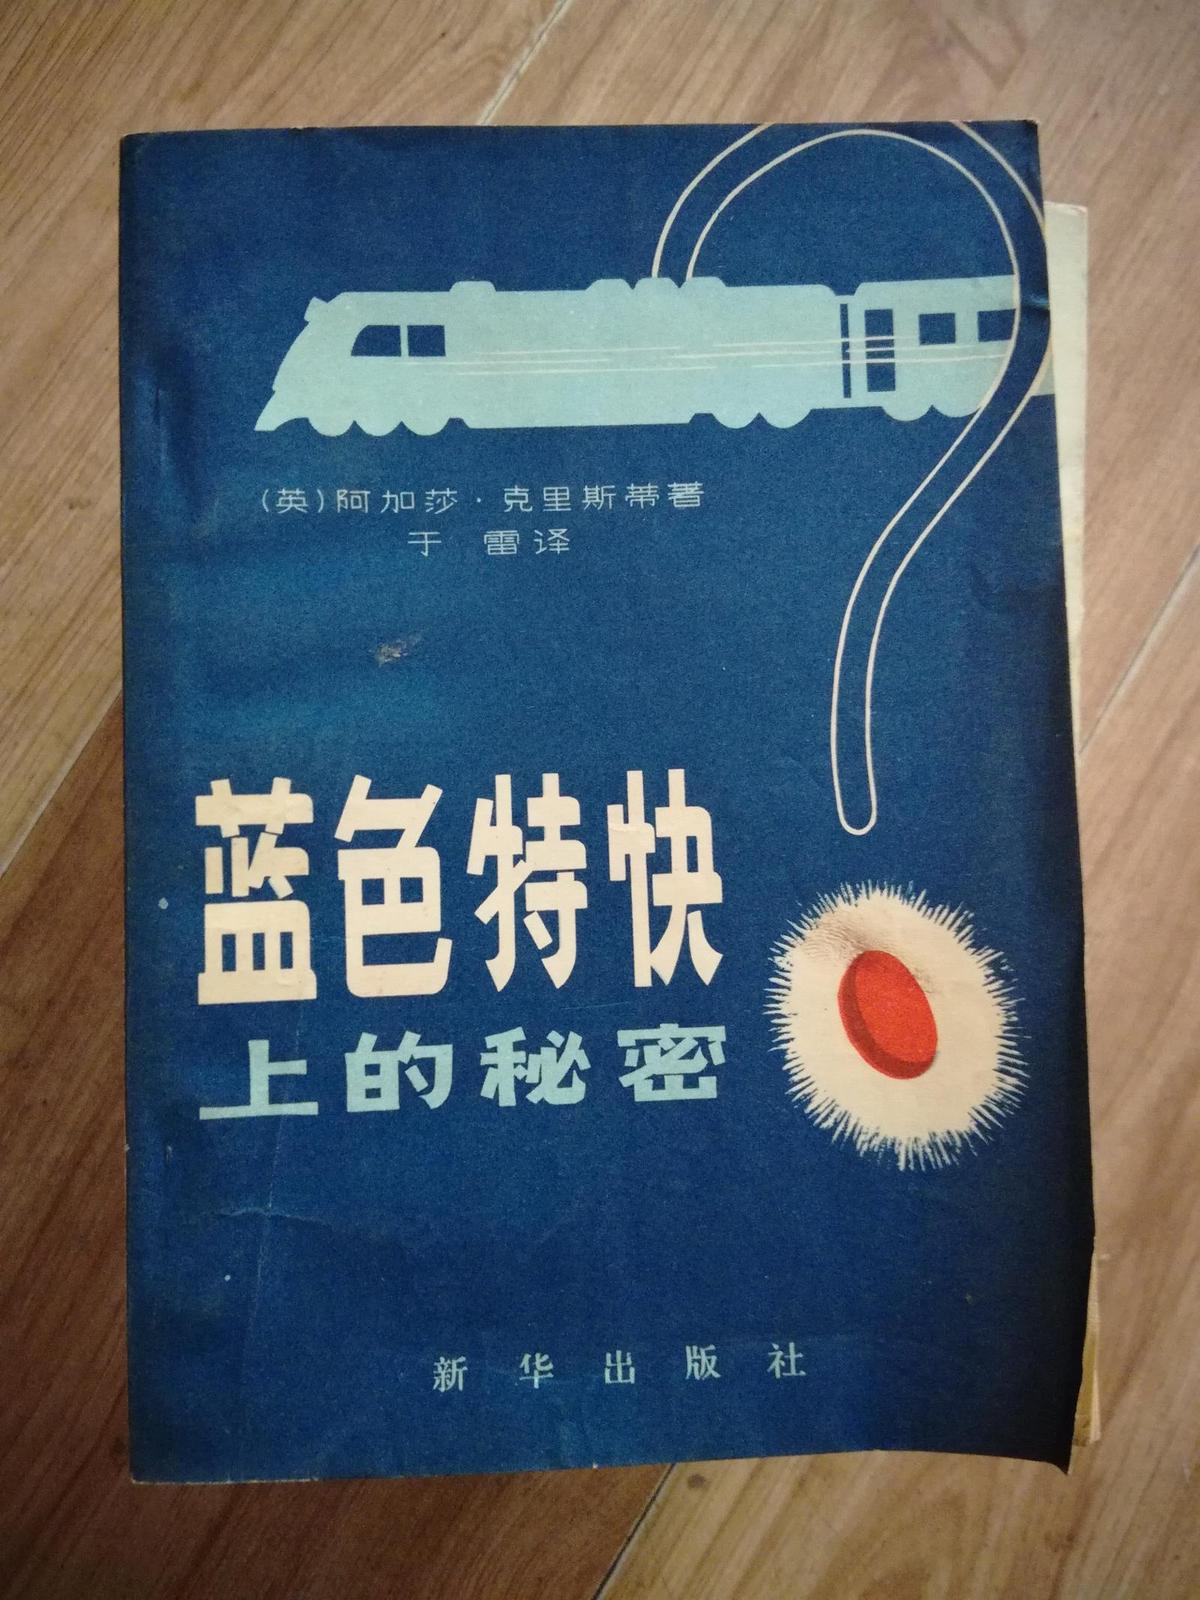 (英)阿加莎·克里斯蒂著
于 雷译
蓝色特快
上的秘密
新华出版社